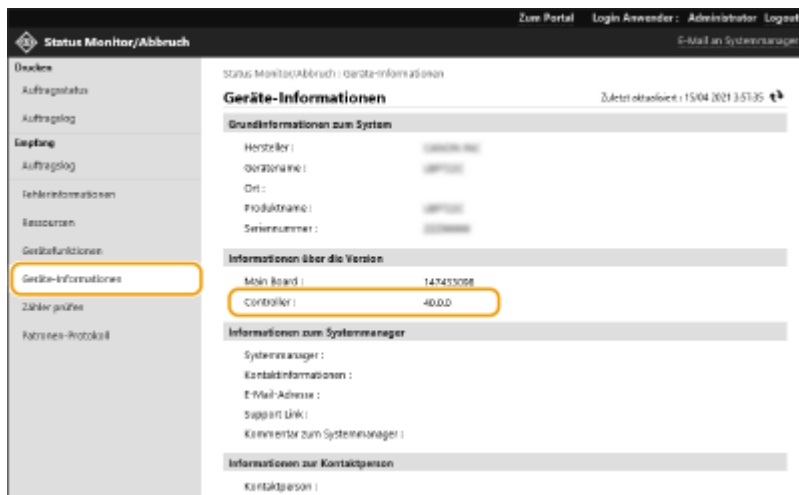 Zum Portal Login Anwender : Administrator Logout
Status Monitor/Abbruch E-Mail an Systemmanager
Drucken
Auftragsstatus
Auftragslog
Empfang
Auftragslog
Fehlerinformationen
Ressourcen
Gerätefunktionen
Geräte-Informationen
Zähler prüfen
Patronen-Protokoll
Status Monitor/Abbruch : Geräte-Informationen
Geräte-Informationen Zuletzt aktualisiert : 15/04 2021 3:57:35
Grundinformationen zum System
Hersteller :
Gerätename :
Ort :
Produktname :
Seriennummer :
Informationen über die Version
Main Board :
Controller : 40.0.0
Informationen zum Systemmanager
Systemmanager :
Kontaktinformationen :
E-Mail-Adresse :
Support Link :
Kommentar zum Systemmanager :
Informationen zur Kontaktperson
Kontaktperson :